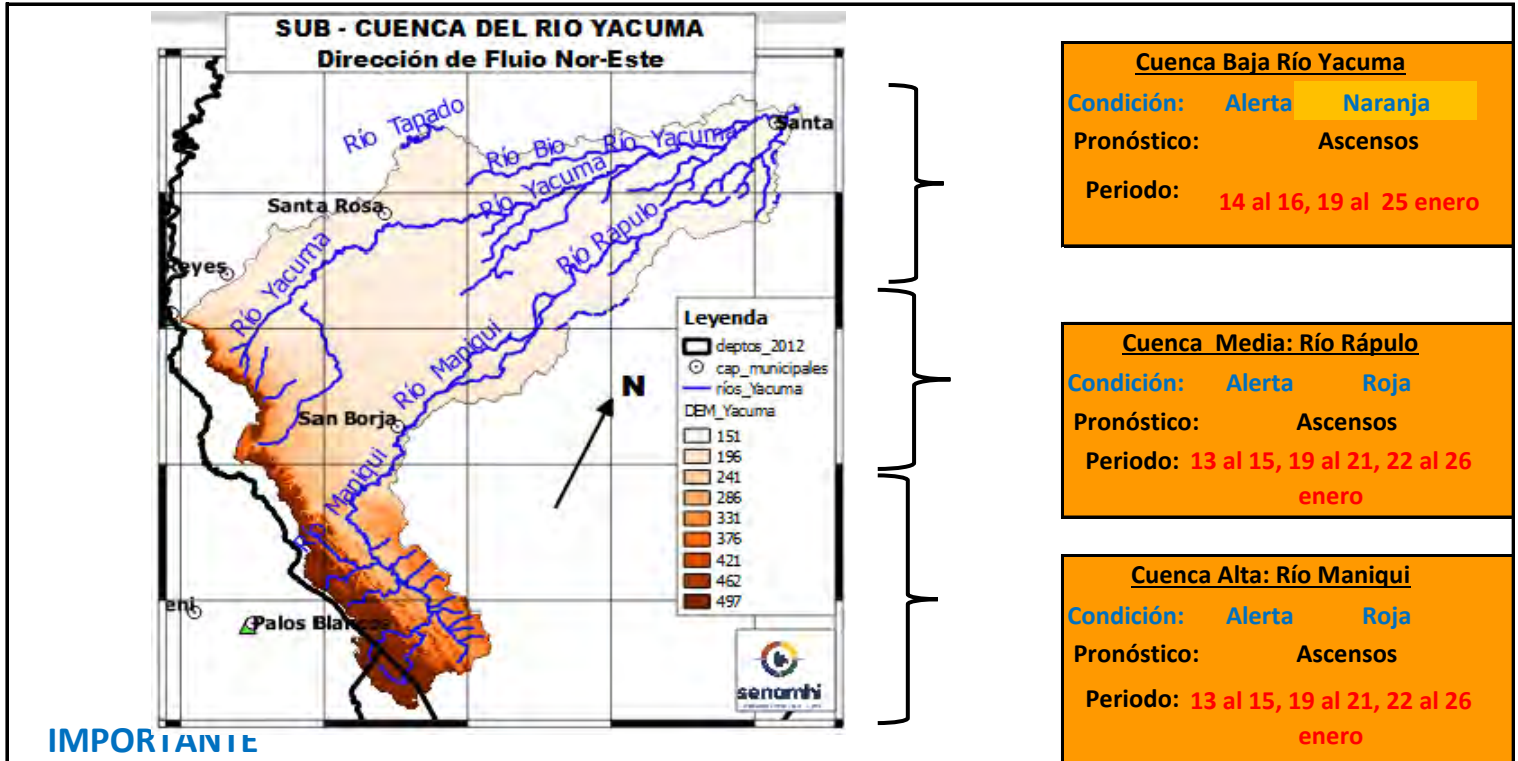 SUB - CUENCA DEL RIO YACUMA
Dirección de Fluio Nor-Este
Río Tapado
Río Bio Río Yacuma
Santa
Río Yacuma
Santa Rosa
Río Rápulo
Reyes
Río Yacuma
Río Maniqui
San Borja
Río Maniqui
eni
Palos Blancos
N
Leyenda
deptos_2012
cap_municipales
ríos_Yacuma
DEM_Yacuma
151
196
241
286
331
376
421
462
497
senamhi
Cuenca Baja Río Yacuma
Condición: Alerta Naranja
Pronóstico: Ascensos
Periodo: 14 al 16, 19 al 25 enero
Cuenca Media: Río Rápulo
Condición: Alerta Roja
Pronóstico: Ascensos
Periodo: 13 al 15, 19 al 21, 22 al 26
enero
Cuenca Alta: Río Maniqui
Condición: Alerta Roja
Pronóstico: Ascensos
Periodo: 13 al 15, 19 al 21, 22 al 26
enero
IMPORTANTE